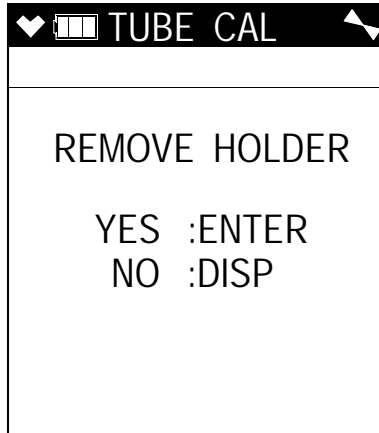 TUBE CAL
REMOVE HOLDER
YES :ENTER
NO :DISP